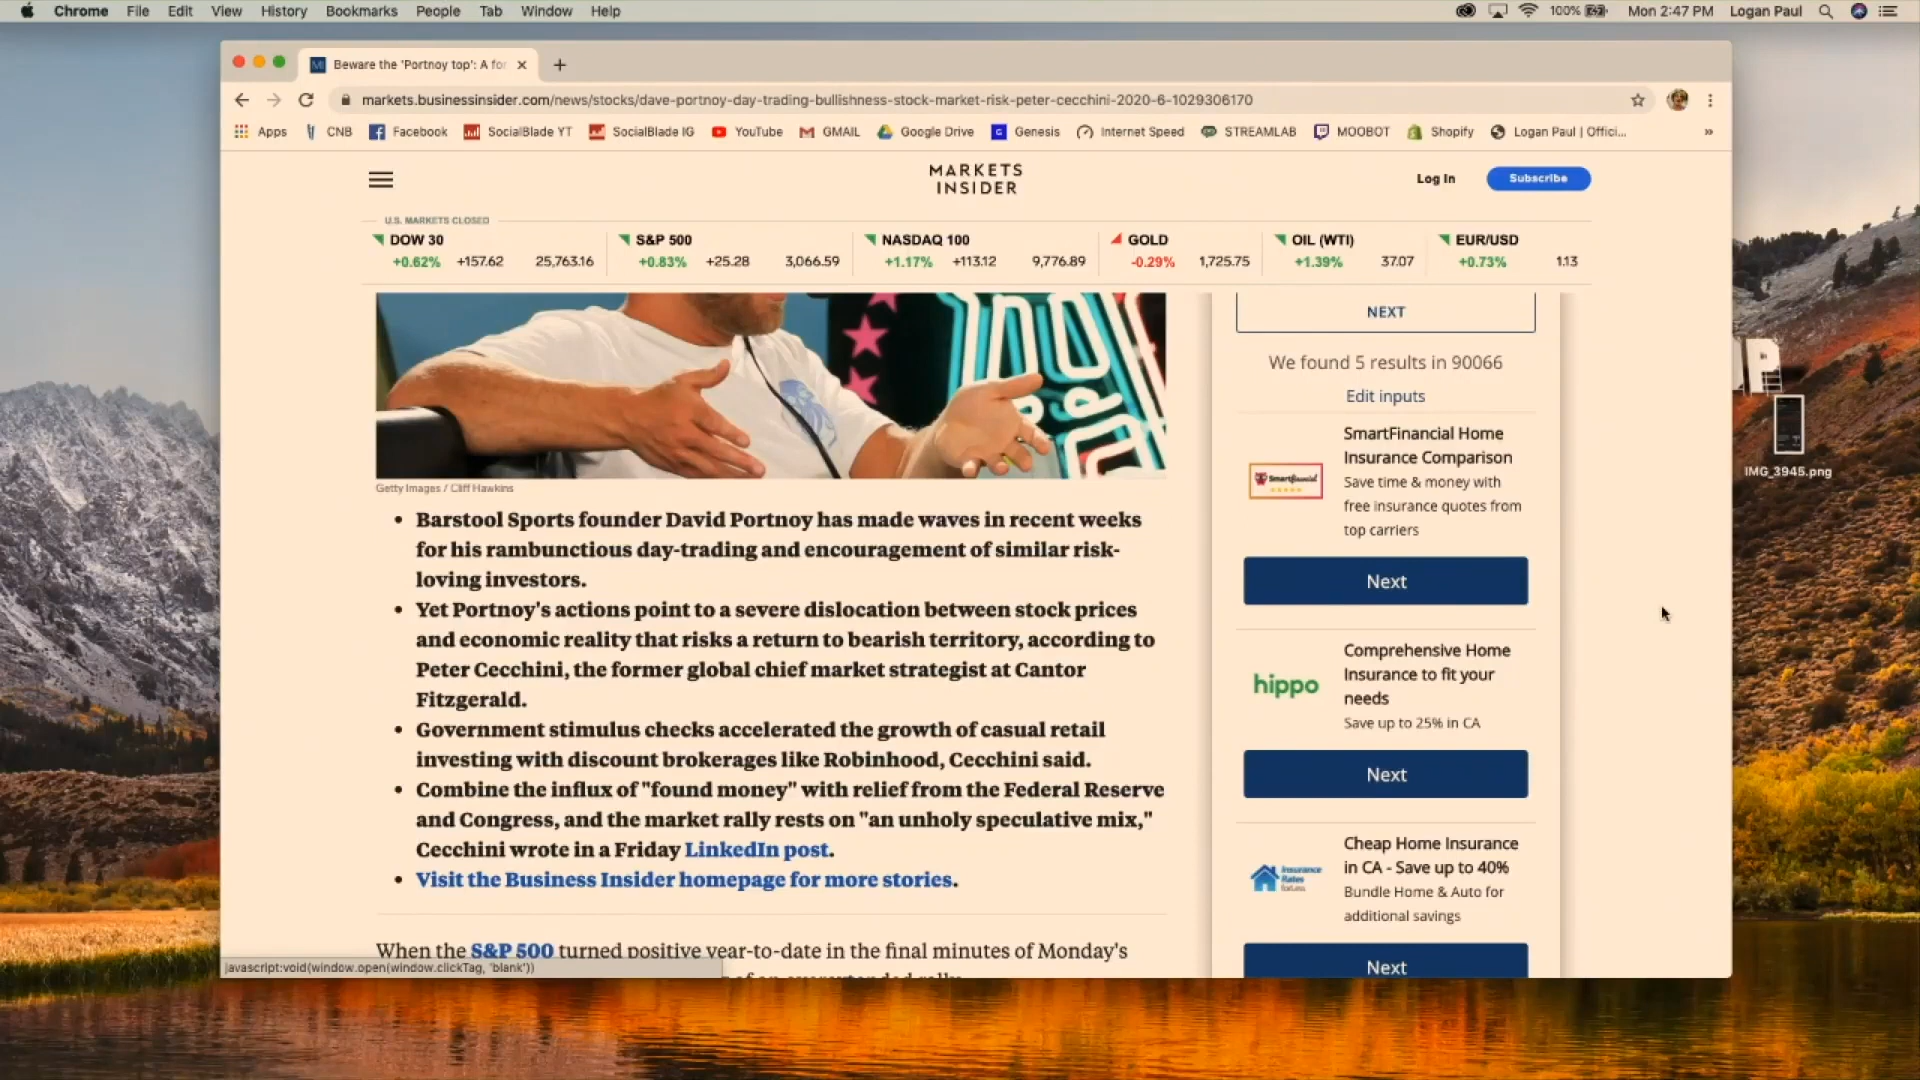 Chrome File Edit View History Bookmarks People Tab Window Help
100% Mon 2:47 PM Logan Paul
Beware the 'Portnoy top': A for
markets.businessinsider.com/news/stocks/dave-portnoy-day-trading-bullishness-stock-market-risk-peter-cecchini-2020-6-1029306170
Apps CNB Facebook SocialBlade YT SocialBlade IG YouTube GMAIL Google Drive Genesis Internet Speed STREAMLAB MOOBOT Shopify Logan Paul | Offici... »
MARKETS
INSIDER
Log In
Subscribe
U.S. MARKETS CLOSED
DOW 30
+0.62% +157.62 25,763.16
S&P 500
+0.83% +25.28 3,066.59
NASDAQ 100
+1.17% +113.12 9,776.89
GOLD
-0.29% 1,725.75
OIL (WTI)
+1.39% 37.07
EUR/USD
+0.73% 1.13
Getty Images / Cliff Hawkins
• Barstool Sports founder David Portnoy has made waves in recent weeks
for his rambunctious day-trading and encouragement of similar risk-
loving investors.
• Yet Portnoy's actions point to a severe dislocation between stock prices
and economic reality that risks a return to bearish territory, according to
Peter Cecchini, the former global chief market strategist at Cantor
Fitzgerald.
• Government stimulus checks accelerated the growth of casual retail
investing with discount brokerages like Robinhood, Cecchini said.
• Combine the influx of "found money" with relief from the Federal Reserve
and Congress, and the market rally rests on "an unholy speculative mix,"
Cecchini wrote in a Friday LinkedIn post.
• Visit the Business Insider homepage for more stories.
When the S&P 500 turned positive year-to-date in the final minutes of Monday's
javascript:void(window.open(window.clickTag, 'blank'))
NEXT
We found 5 results in 90066
Edit inputs
Smartfinancial
SmartFinancial Home
Insurance Comparison
Save time & money with
free insurance quotes from
top carriers
Next
hippo
Comprehensive Home
Insurance to fit your
needs
Save up to 25% in CA
Next
Insurance
Rates
Cheap Home Insurance
in CA - Save up to 40%
Bundle Home & Auto for
additional savings
Next
IMG_3945.png